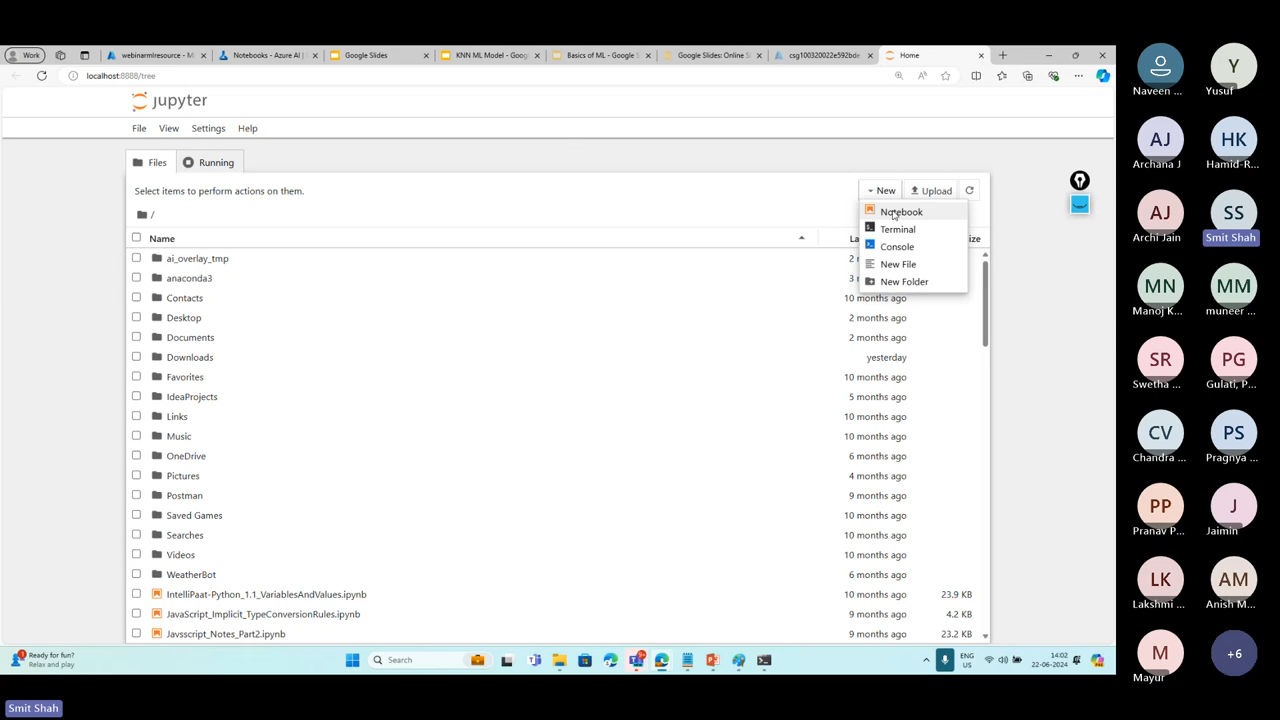 Work
webinarmlresource - M
Notebooks - Azure AI |
Google Slides
KNN ML Model - Goog
Basics of ML - Google S
Google Slides: Online S
csg100320022e592bde
Home
localhost:8888/tree
jupyter
File View Settings Help
Files Running
Select items to perform actions on them.
New Upload
/
Notebook
Terminal
Console
New File
New Folder
Name La ize
ai_overlay_tmp 2
anaconda3 3
Contacts 10 months ago
Desktop 2 months ago
Documents 2 months ago
Downloads yesterday
Favorites 10 months ago
IdeaProjects 5 months ago
Links 10 months ago
Music 10 months ago
OneDrive 6 months ago
Pictures 4 months ago
Postman 9 months ago
Saved Games 10 months ago
Searches 10 months ago
Videos 10 months ago
WeatherBot 6 months ago
IntelliPaat-Python_1.1_VariablesAndValues.ipynb 10 months ago 23.9 KB
JavaScript_Implicit_TypeConversionRules.ipynb 9 months ago 4.2 KB
Javsscript_Notes_Part2.ipynb 9 months ago 23.2 KB
Ready for fun?
Relax and play
Search
ENG
US
14:02
22-06-2024
Smit Shah
Y
Naveen ... Yusuf
AJ HK
Archana J Hamid-R...
AJ SS
Archi Jain Smit Shah
MN MM
Manoj K... muneer ...
SR PG
Swetha ... Gulati, P...
CV PS
Chandra ... Pragnya ...
PP J
Pranav P... Jaimin
LK AM
Lakshmi ... Anish M...
M +6
Mayur